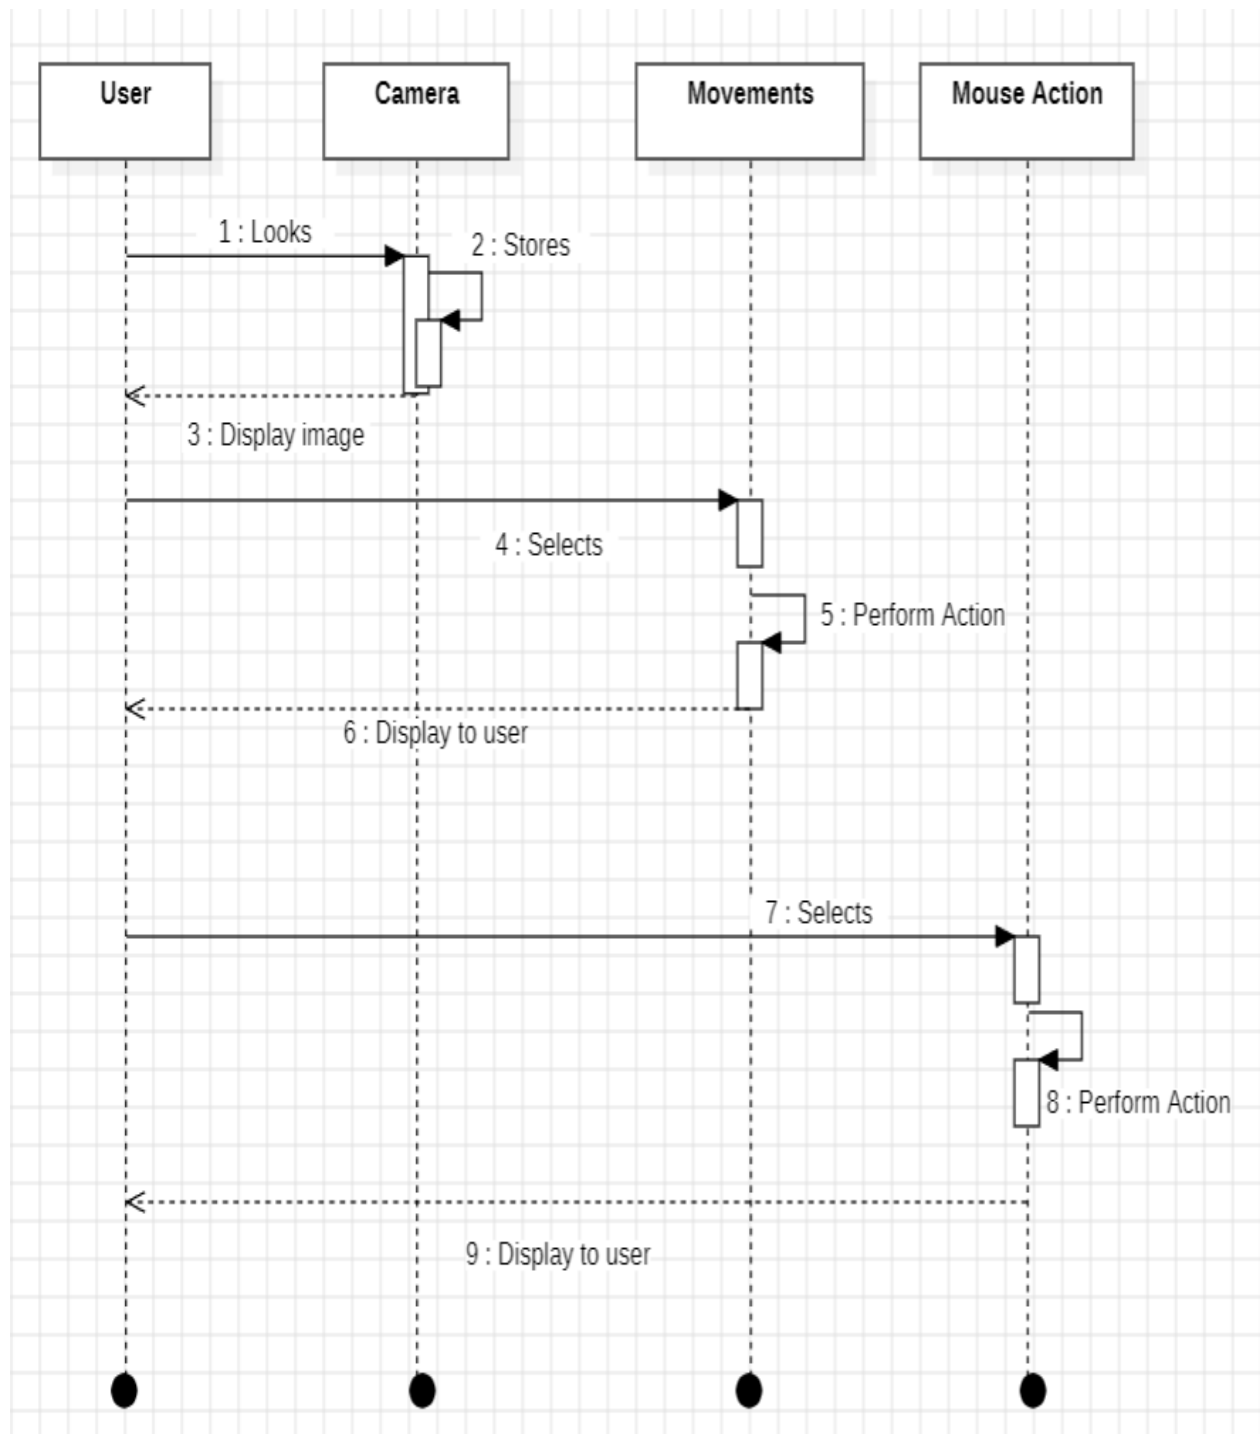 User
Camera
Movements
Mouse Action
1 : Looks
2 : Stores
3 : Display image
4 : Selects
5 : Perform Action
6 : Display to user
7 : Selects
8 : Perform Action
9 : Display to user